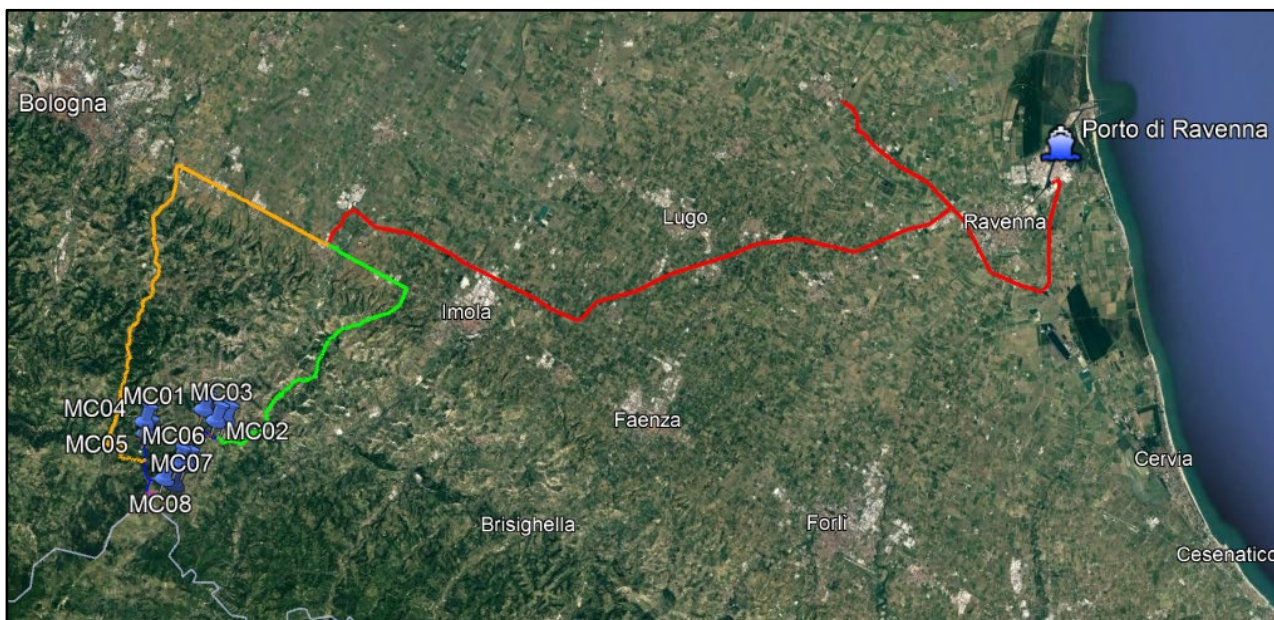 Bologna
Porto di Ravenna
Lugo
Ravenna
Imola
MC01
MC03
MC04
MC02
Faenza
MC05
MC06
MC07
Cervia
MC08
Brisighella
Forlì
Cesenatico